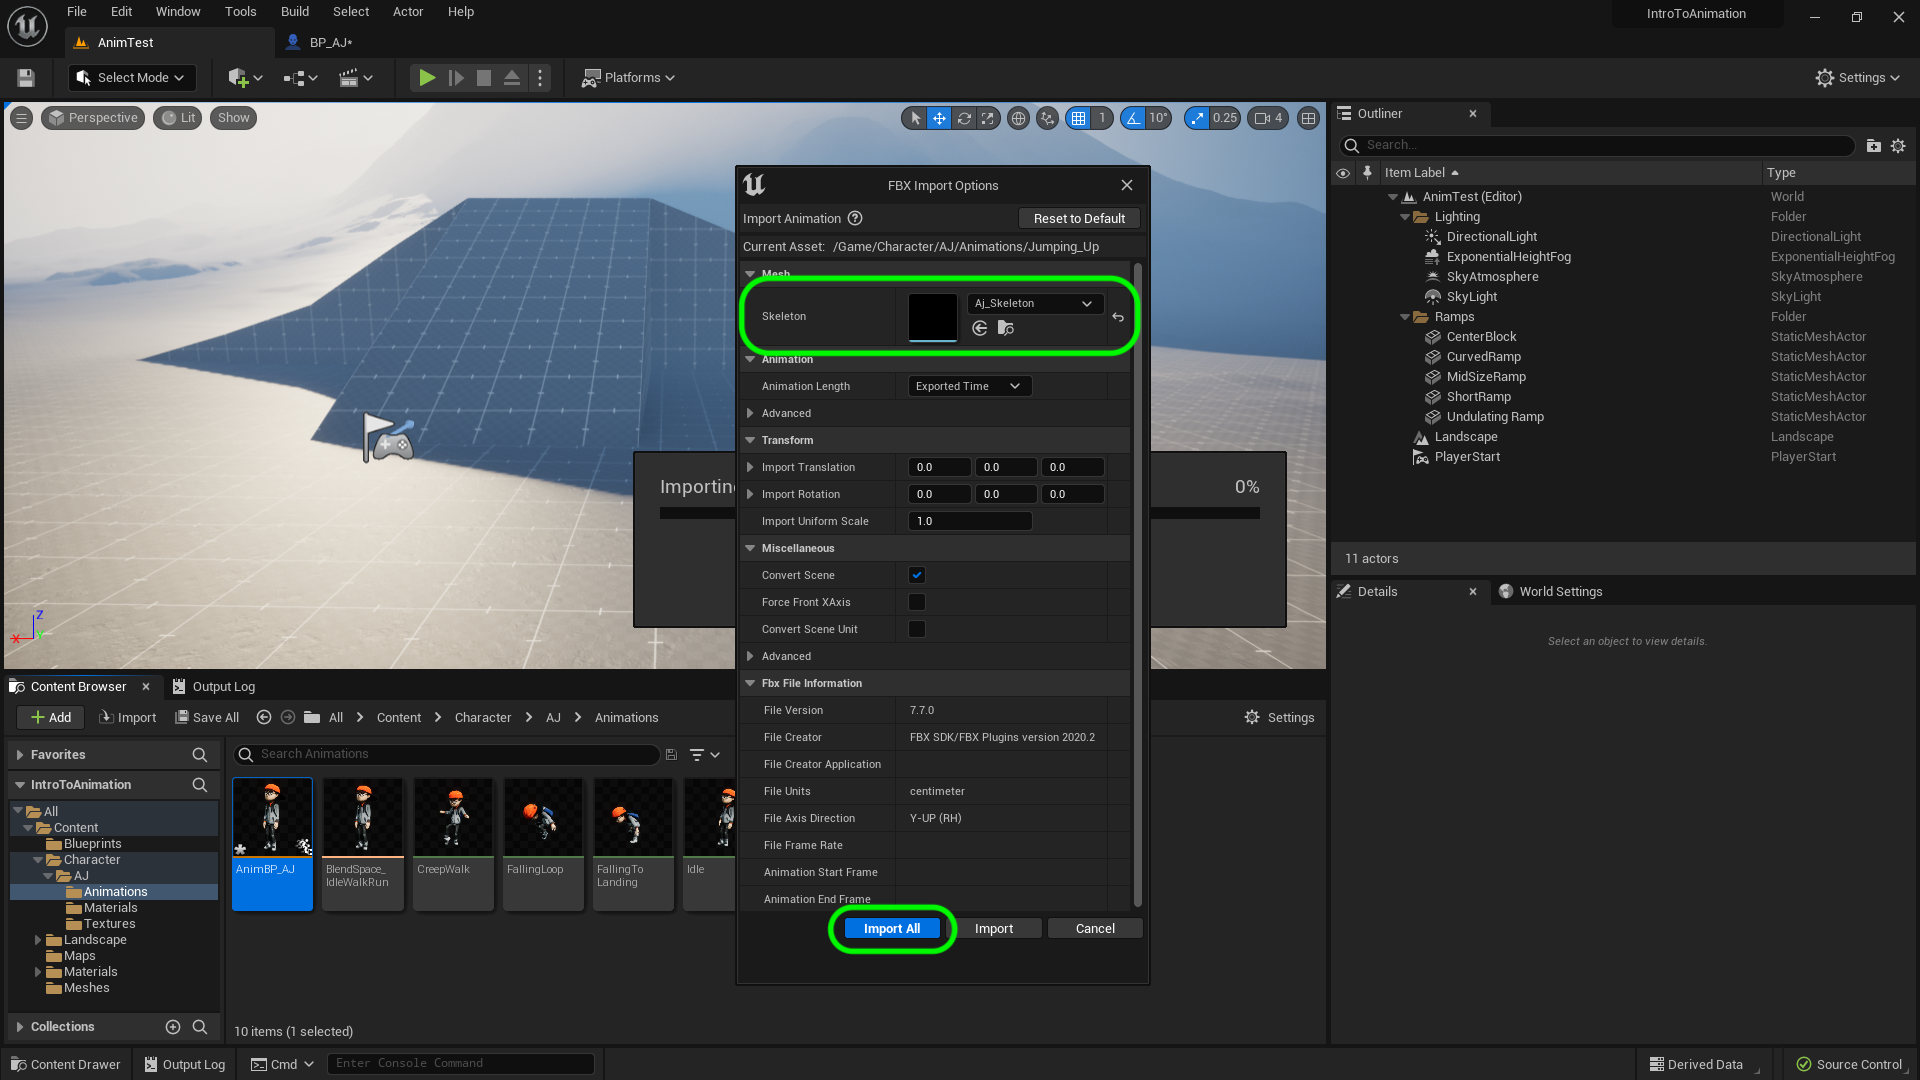 File Edit Window Tools Build Select Actor Help IntroToAnimation
AnimTest BP_AJ*
Select Mode Platforms Settings
Perspective Lit Show 1 10° 0.25 4
Z
X
FBX Import Options
Import Animation Reset to Default
Current Asset: /Game/Character/AJ/Animations/Jumping_Up
Mesh
Skeleton Aj_Skeleton
Animation
Animation Length Exported Time
Advanced
Transform
Import Translation 0.0 0.0 0.0
Import Rotation 0.0 0.0 0.0
Import Uniform Scale 1.0
Miscellaneous
Convert Scene
Force Front XAxis
Convert Scene Unit
Advanced
Fbx File Information
File Version 7.7.0
File Creator FBX SDK/FBX Plugins version 2020.2
File Creator Application
File Units centimeter
File Axis Direction Y-UP (RH)
File Frame Rate
Animation Start Frame
Animation End Frame
Import All Import Cancel
0%
Outliner
Search...
Item Label Type
AnimTest (Editor) World
Lighting Folder
DirectionalLight DirectionalLight
ExponentialHeightFog ExponentialHeightFog
SkyAtmosphere SkyAtmosphere
SkyLight SkyLight
Ramps Folder
CenterBlock StaticMeshActor
CurvedRamp StaticMeshActor
MidSizeRamp StaticMeshActor
ShortRamp StaticMeshActor
Undulating Ramp StaticMeshActor
Landscape Landscape
PlayerStart PlayerStart
11 actors
Details World Settings
Select an object to view details.
Content Browser Output Log
Add Import Save All All Content Character AJ Animations Settings
Favorites
IntroToAnimation
All
Content
Blueprints
Character
AJ
Animations
Materials
Textures
Landscape
Maps
Materials
Meshes
Collections
Search Animations
AnimBP_AJ
BlendSpace_
IdleWalkRun
CreepWalk
FallingLoop
FallingTo
Landing
Idle
10 items (1 selected)
Content Drawer Output Log Cmd Enter Console Command Derived Data Source Control